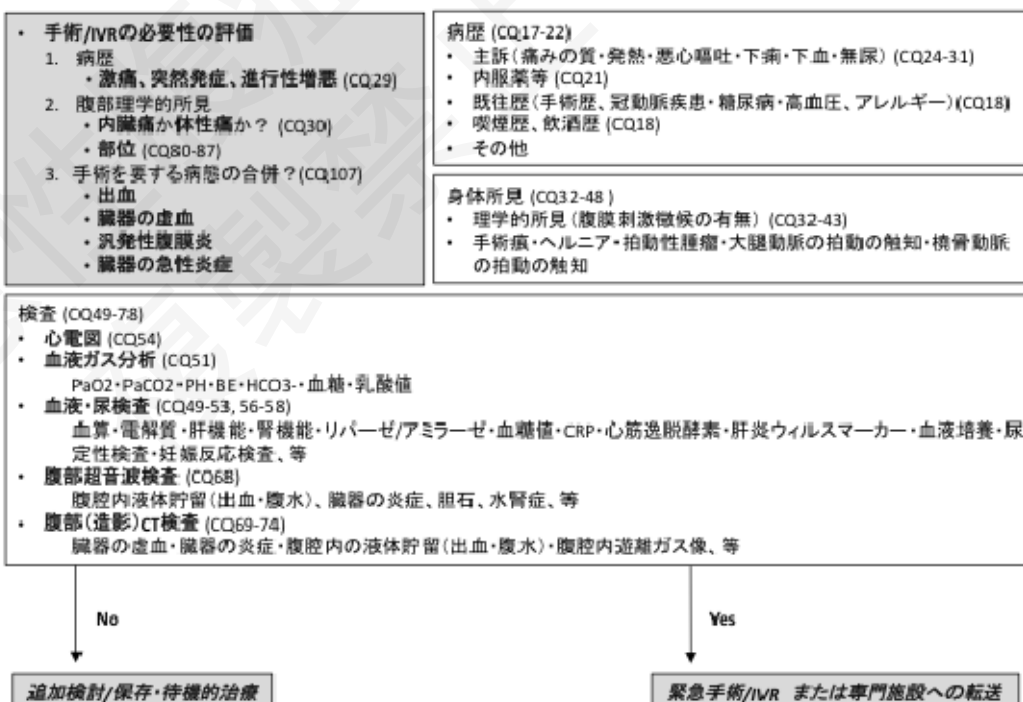 ・ 手術/IVRの必要性の評価
1. 病歴
・激痛、突然発症、進行性増悪 (CQ29)
2. 腹部理学的所見
・内臓痛か体性痛か？ (CQ30)
・部位 (CQ80-87)
3. 手術を要する病態の合併？(CQ107)
・出血
・臓器の虚血
・汎発性腹膜炎
・臓器の急性炎症
病歴 (CQ17-22)
・ 主訴（痛みの質・発熱・悪心嘔吐・下痢・下血・無尿） (CQ24-31)
・ 内服薬等 (CQ21)
・ 既往歴（手術歴、冠動脈疾患・糖尿病・高血圧、アレルギー）(CQ18)
・ 喫煙歴、飲酒歴 (CQ18)
・ その他
身体所見 (CQ32-48 )
・ 理学的所見（腹膜刺激徴候の有無） (CQ32-43)
・ 手術痕・ヘルニア・拍動性腫瘤・大腿動脈の拍動の触知・橈骨動脈
の拍動の触知
検査 (CQ49-78)
・ 心電図 (CQ54)
・ 血液ガス分析 (CQ51)
PaO2・PaCO2・PH・BE・HCO3-・血糖・乳酸値
・ 血液・尿検査 (CQ49-53, 56-58)
血算・電解質・肝機能・腎機能・リパーゼ/アミラーゼ・血糖値・CRP・心筋逸脱酵素・肝炎ウィルスマーカー・血液培養・尿
定性検査・妊娠反応検査、等
・ 腹部超音波検査 (CQ68)
腹腔内液体貯留（出血・腹水）、臓器の炎症、胆石、水腎症、等
・ 腹部（造影）CT検査 (CQ69-74)
臓器の虚血・臓器の炎症・腹腔内の液体貯留（出血・腹水）・腹腔内遊離ガス像、等
No
Yes
追加検討/保存・待機的治療
緊急手術/IVR または専門施設への転送